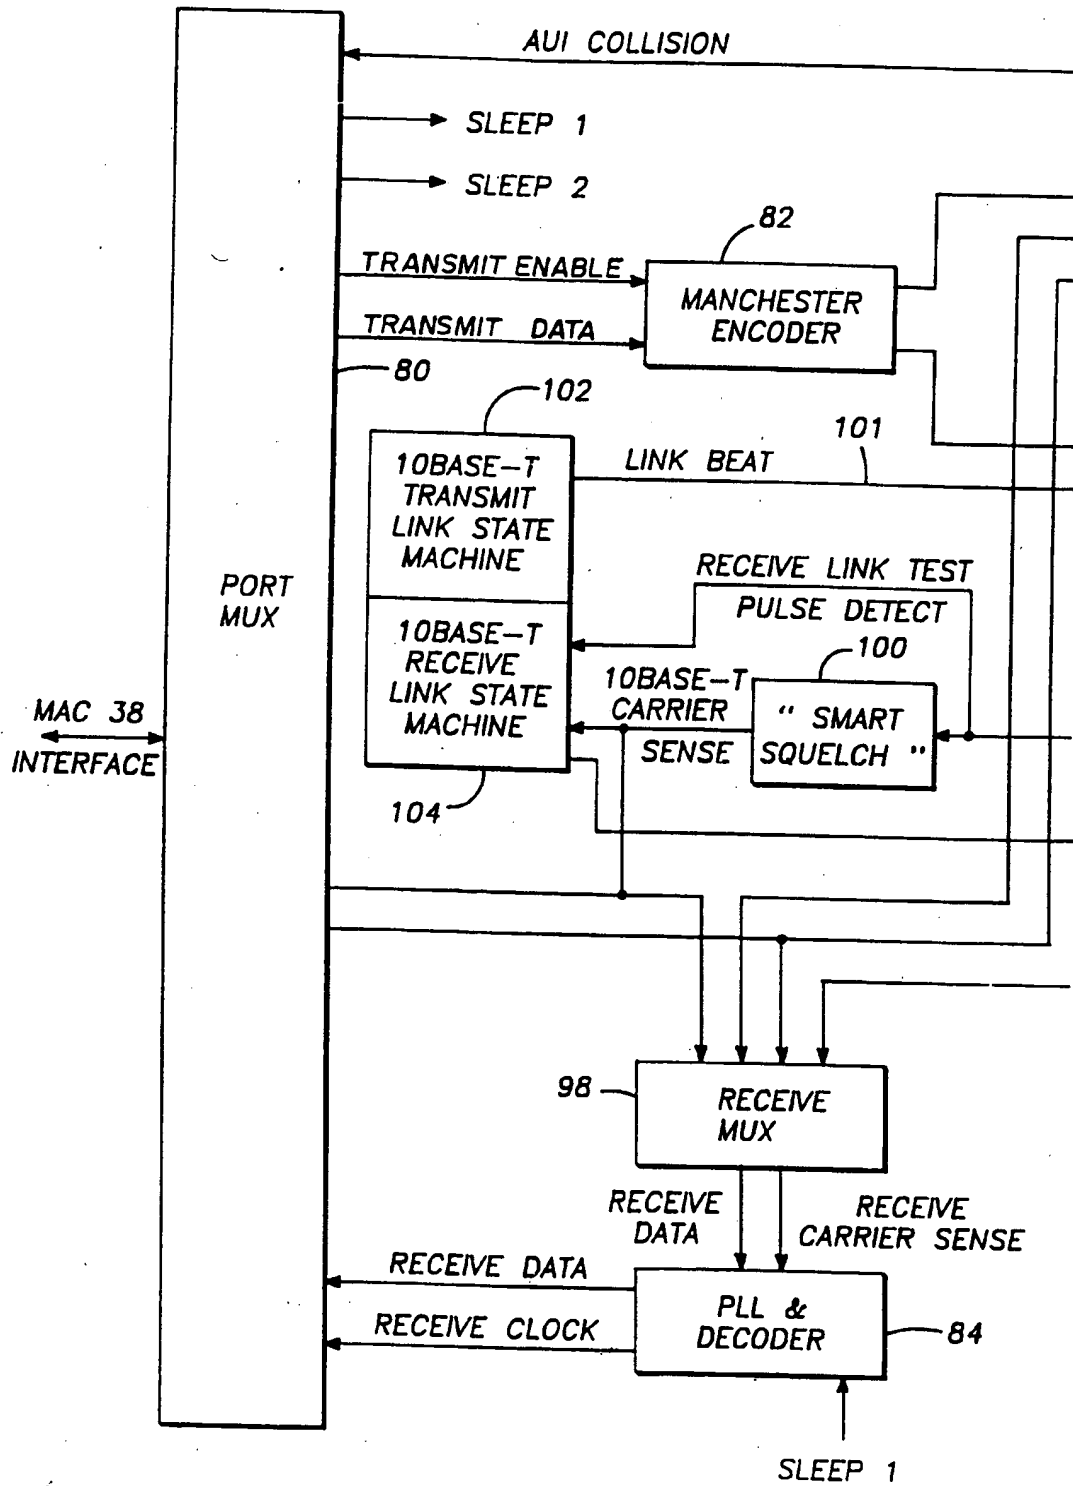 AUI COLLISION
SLEEP 1
SLEEP 2
82
TRANSMIT ENABLE
MANCHESTER
ENCODER
TRANSMIT DATA
80
102
101
10BASE-T
TRANSMIT
LINK STATE
MACHINE
LINK BEAT
RECEIVE LINK TEST
PULSE DETECT
PORT
MUX
10BASE-T
RECEIVE
LINK STATE
MACHINE
100
10BASE-T
CARRIER
SENSE
" SMART
SQUELCH "
MAC 38
INTERFACE
104
98
RECEIVE
MUX
RECEIVE
DATA
RECEIVE
CARRIER SENSE
RECEIVE DATA
RECEIVE CLOCK
PLL &
DECODER
84
SLEEP 1